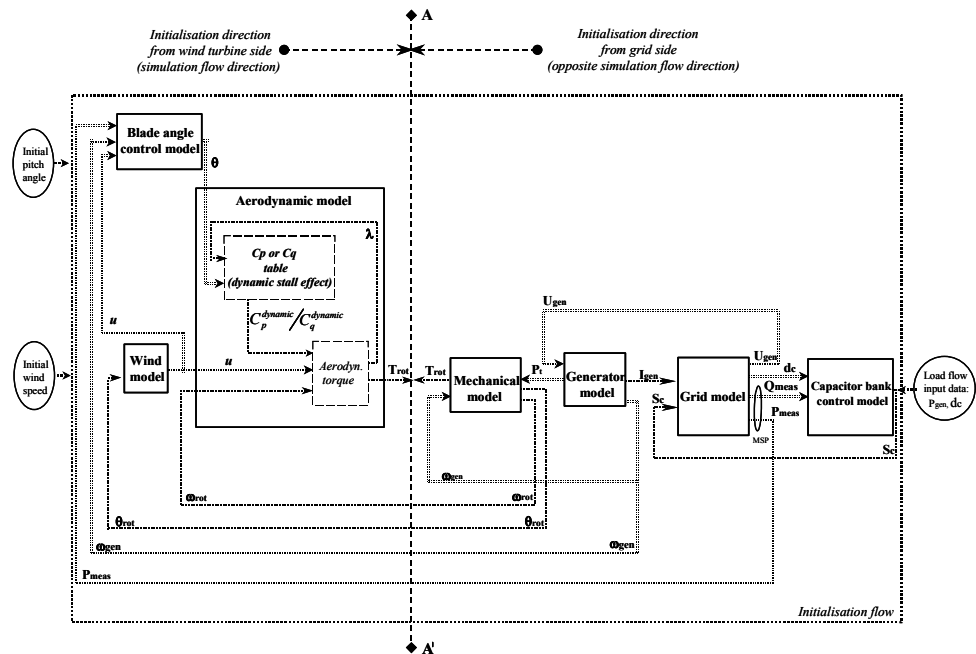 A
Initialisation direction
from wind turbine side
(simulation flow direction)
Initialisation direction
from grid side
(opposite simulation flow direction)
Initial
pitch
angle
Blade angle
control model
θ
Aerodynamic model
λ
Cp or Cq
table
(dynamic stall effect)
C_p^dynamic / C_q^dynamic
u
u
Initial
wind
speed
Wind
model
Aerodyn.
torque
Trot
Trot
Mechanical
model
Pt
Ugen
Generator
model
Igen
Sc
Grid model
Ugen
dc
Qmeas
Pmeas
MSP
Capacitor bank
control model
Load flow
input data:
Pgen, dc
Sc
ωgen
ωrot
ωrot
θrot
θrot
ωgen
ωgen
Pmeas
Initialisation flow
A'